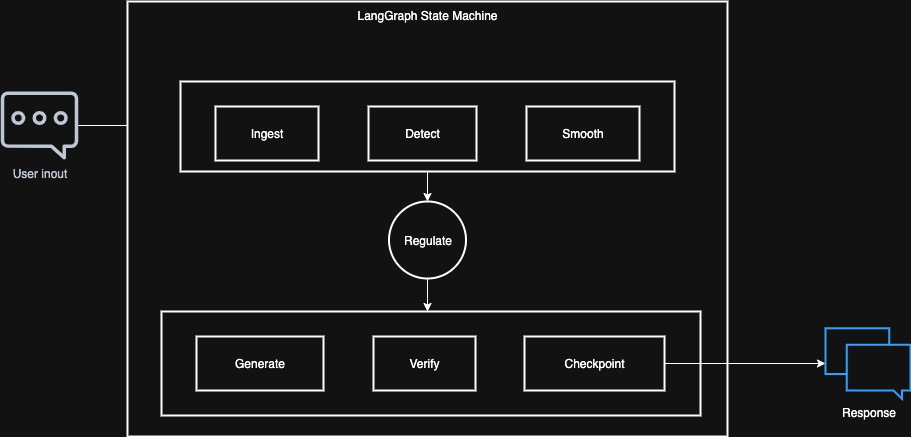 LangGraph State Machine
Ingest
Detect
Smooth
User inout
Regulate
Generate
Verify
Checkpoint
Response